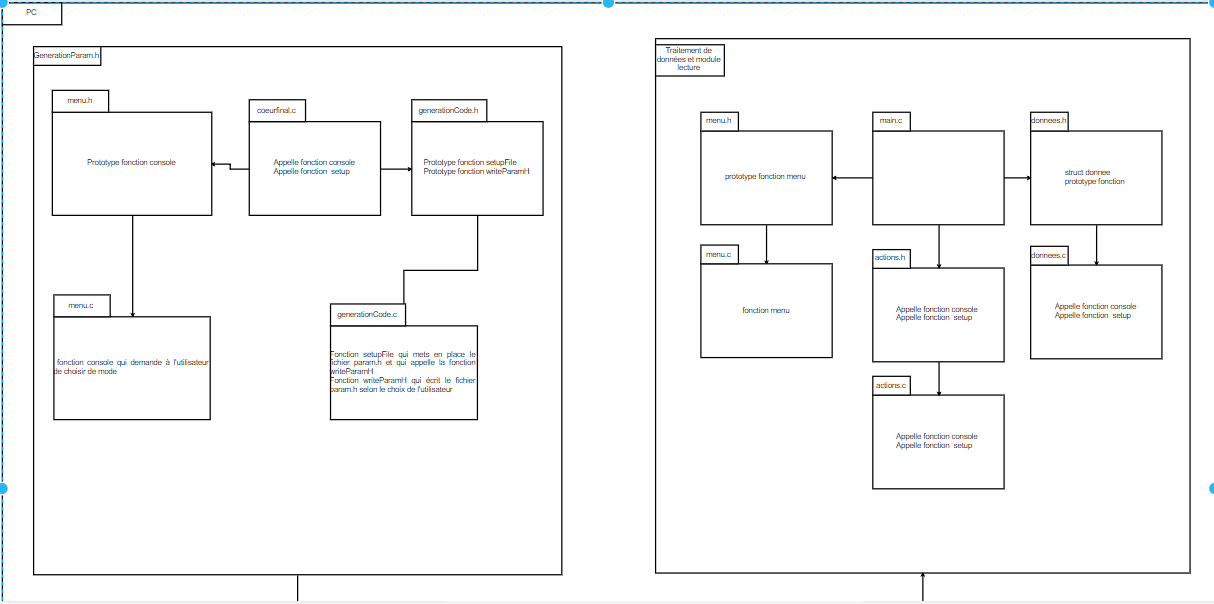 PC
GenerationParam.h
menu.h
Prototype fonction console
coeurfinal.c
Appelle fonction console
Appelle fonction setup
generationCode.h
Prototype fonction setupFile
Prototype fonction writeParamH
menu.c
fonction console qui demande à l'utilisateur
de choisir de mode
generationCode.c
Fonction setupFile qui mets en place le
fichier param.h et qui appelle la fonction
writeParamH
Fonction writeParamH qui écrit le fichier
param.h selon le choix de l'utilisateur
Traitement de
données et module
lecture
menu.h
prototype fonction menu
main.c
donnees.h
struct donnee
prototype fonction
menu.c
fonction menu
actions.h
Appelle fonction console
Appelle fonction setup
donnees.c
Appelle fonction console
Appelle fonction setup
actions.c
Appelle fonction console
Appelle fonction setup